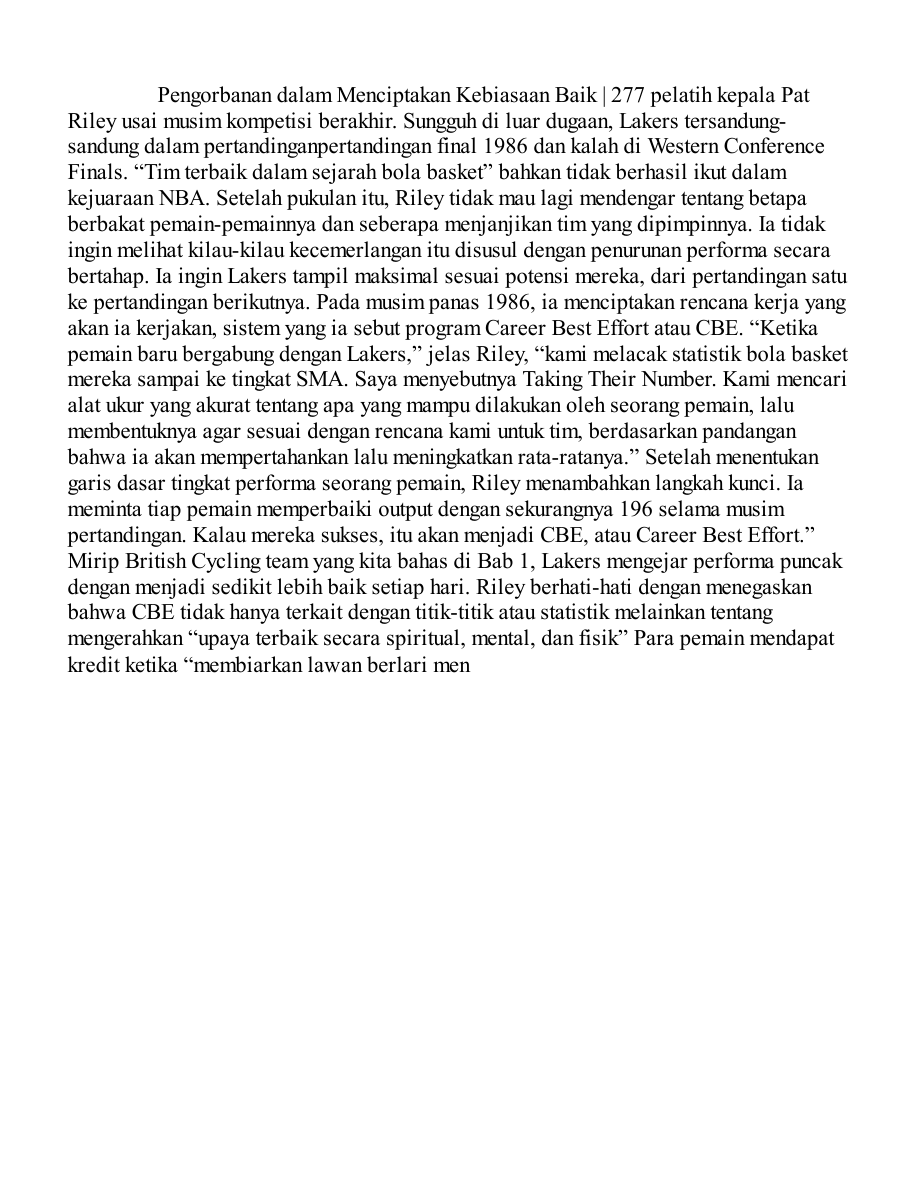 Pengorbanan dalam Menciptakan Kebiasaan Baik | 277 pelatih kepala Pat
Riley usai musim kompetisi berakhir. Sungguh di luar dugaan, Lakers tersandung-
sandung dalam pertandinganpertandingan final 1986 dan kalah di Western Conference
Finals. “Tim terbaik dalam sejarah bola basket” bahkan tidak berhasil ikut dalam
kejuaraan NBA. Setelah pukulan itu, Riley tidak mau lagi mendengar tentang betapa
berbakat pemain-pemainnya dan seberapa menjanjikan tim yang dipimpinnya. Ia tidak
ingin melihat kilau-kilau kecemerlangan itu disusul dengan penurunan performa secara
bertahap. Ia ingin Lakers tampil maksimal sesuai potensi mereka, dari pertandingan satu
ke pertandingan berikutnya. Pada musim panas 1986, ia menciptakan rencana kerja yang
akan ia kerjakan, sistem yang ia sebut program Career Best Effort atau CBE. “Ketika
pemain baru bergabung dengan Lakers,” jelas Riley, “kami melacak statistik bola basket
mereka sampai ke tingkat SMA. Saya menyebutnya Taking Their Number. Kami mencari
alat ukur yang akurat tentang apa yang mampu dilakukan oleh seorang pemain, lalu
membentuknya agar sesuai dengan rencana kami untuk tim, berdasarkan pandangan
bahwa ia akan mempertahankan lalu meningkatkan rata-ratanya.” Setelah menentukan
garis dasar tingkat performa seorang pemain, Riley menambahkan langkah kunci. Ia
meminta tiap pemain memperbaiki output dengan sekurangnya 196 selama musim
pertandingan. Kalau mereka sukses, itu akan menjadi CBE, atau Career Best Effort.”
Mirip British Cycling team yang kita bahas di Bab 1, Lakers mengejar performa puncak
dengan menjadi sedikit lebih baik setiap hari. Riley berhati-hati dengan menegaskan
bahwa CBE tidak hanya terkait dengan titik-titik atau statistik melainkan tentang
mengerahkan “upaya terbaik secara spiritual, mental, dan fisik” Para pemain mendapat
kredit ketika “membiarkan lawan berlari men